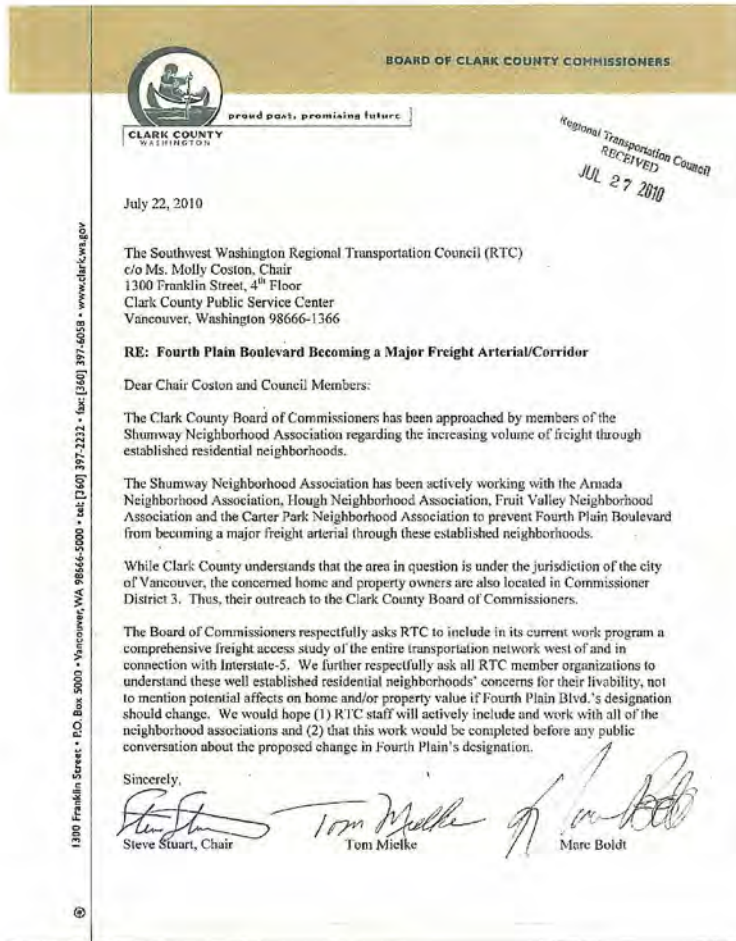 BOARD OF CLARK COUNTY COMMISSIONERS
proud past, promising future
CLARK COUNTY
WASHINGTON
Regional Transportation Council
RECEIVED
JUL 27 2010
July 22, 2010
The Southwest Washington Regional Transportation Council (RTC)
c/o Ms. Molly Coston, Chair
1300 Franklin Street, 4th Floor
Clark County Public Service Center
Vancouver, Washington 98666-1366
RE: Fourth Plain Boulevard Becoming a Major Freight Arterial/Corridor
Dear Chair Coston and Council Members:
The Clark County Board of Commissioners has been approached by members of the
Shumway Neighborhood Association regarding the increasing volume of freight through
established residential neighborhoods.
The Shumway Neighborhood Association has been actively working with the Arnada
Neighborhood Association, Hough Neighborhood Association, Fruit Valley Neighborhood
Association and the Carter Park Neighborhood Association to prevent Fourth Plain Boulevard
from becoming a major freight arterial through these established neighborhoods.
While Clark County understands that the area in question is under the jurisdiction of the city
of Vancouver, the concerned home and property owners are also located in Commissioner
District 3. Thus, their outreach to the Clark County Board of Commissioners.
The Board of Commissioners respectfully asks RTC to include in its current work program a
comprehensive freight access study of the entire transportation network west of and in
connection with Interstate-5. We further respectfully ask all RTC member organizations to
understand these well established residential neighborhoods' concerns for their livability, not
to mention potential affects on home and/or property value if Fourth Plain Blvd.'s designation
should change. We would hope (1) RTC staff will actively include and work with all of the
neighborhood associations and (2) that this work would be completed before any public
conversation about the proposed change in Fourth Plain's designation.
Sincerely,
Tom Mielke
Steve Stuart, Chair
Tom Mielke
Marc Boldt
1300 Franklin Street • P.O. Box 5000 • Vancouver, WA 98666-5000 • tel: [360] 397-2232 • fax: [360] 397-6058 • www.clark.wa.gov